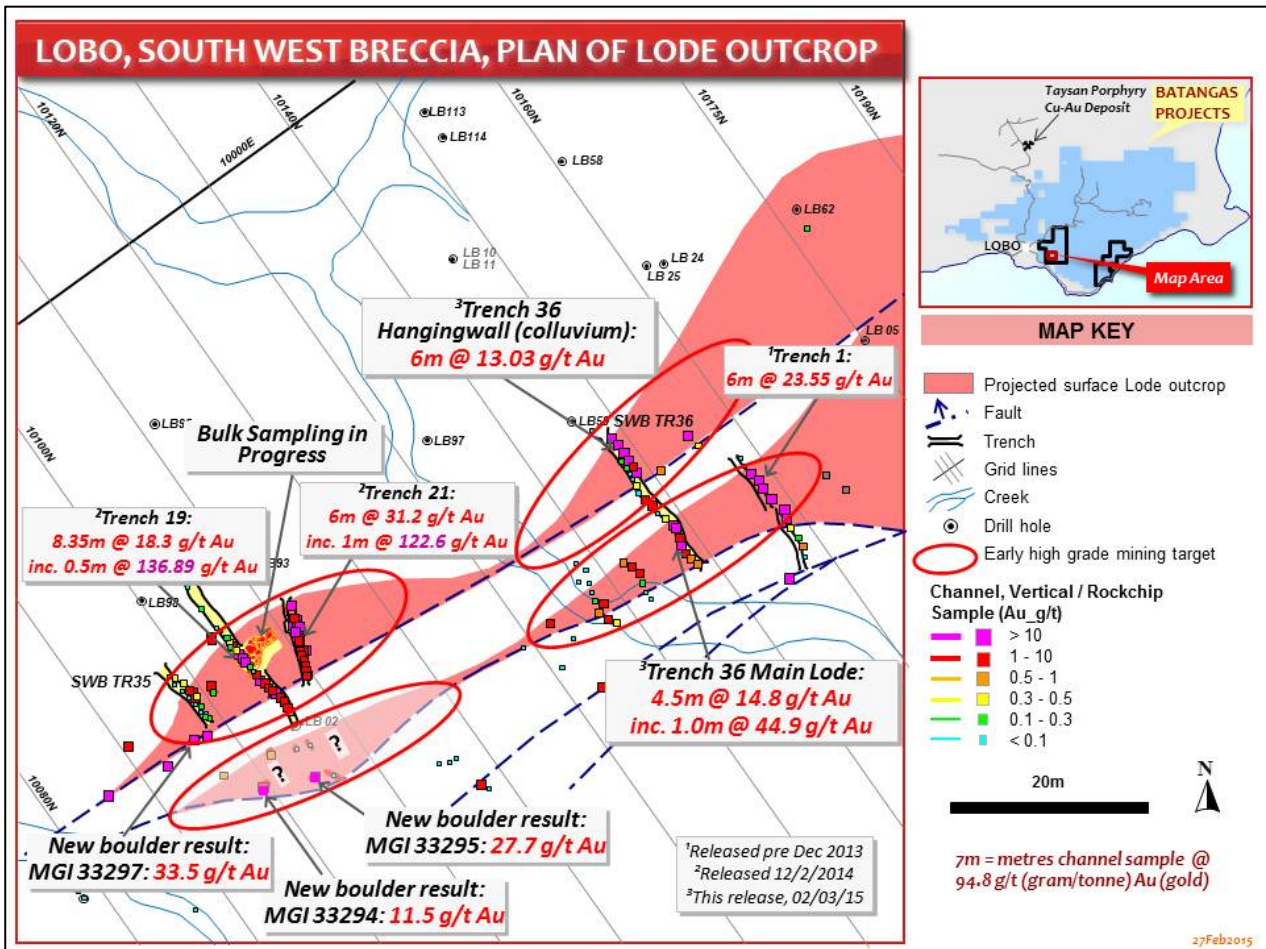 LOBO, SOUTH WEST BRECCIA, PLAN OF LODE OUTCROP
10120N
10140N
10160N
10175N
10190N
10000E
LB113
LB114
LB58
LB62
LB 10
LB 11
LB 24
LB 25
LB 05
³Trench 36
Hangingwall (colluvium):
6m @ 13.03 g/t Au
¹Trench 1:
6m @ 23.55 g/t Au
SWB TR36
LB97
10100N
Bulk Sampling in
Progress
²Trench 21:
6m @ 31.2 g/t Au
inc. 1m @ 122.6 g/t Au
²Trench 19:
8.35m @ 18.3 g/t Au
inc. 0.5m @ 136.89 g/t Au
LB98
SWB TR35
LB 02
?
?
³Trench 36 Main Lode:
4.5m @ 14.8 g/t Au
inc. 1.0m @ 44.9 g/t Au
10080N
New boulder result:
MGI 33297: 33.5 g/t Au
New boulder result:
MGI 33295: 27.7 g/t Au
New boulder result:
MGI 33294: 11.5 g/t Au
¹Released pre Dec 2013
²Released 12/2/2014
³This release, 02/03/15
Taysan Porphyry
Cu-Au Deposit
BATANGAS
PROJECTS
LOBO
Map Area
MAP KEY
Projected surface Lode outcrop
Fault
Trench
Grid lines
Creek
Drill hole
Early high grade mining target
Channel, Vertical / Rockchip
Sample (Au_g/t)
> 10
1 - 10
0.5 - 1
0.3 - 0.5
0.1 - 0.3
< 0.1
20m
N
7m = metres channel sample @
94.8 g/t (gram/tonne) Au (gold)
27Feb2015